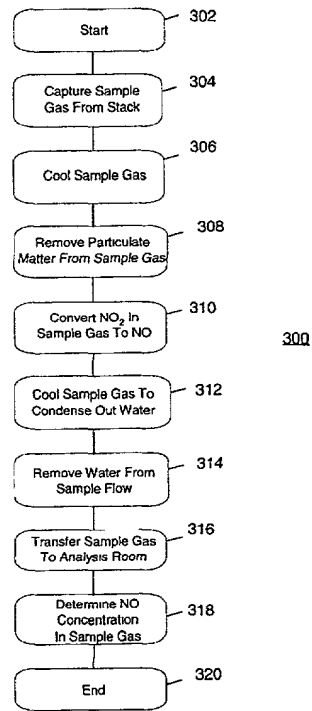 302
Start
304
Capture Sample
Gas From Stack
306
Cool Sample Gas
308
Remove Particulate
Matter From Sample Gas
310
Convert NO₂ In
Sample Gas To NO
300
312
Cool Sample Gas To
Condense Out Water
314
Remove Water From
Sample Flow
316
Transfer Sample Gas
To Analysis Room
318
Determine NO
Concentration
In Sample Gas
320
End